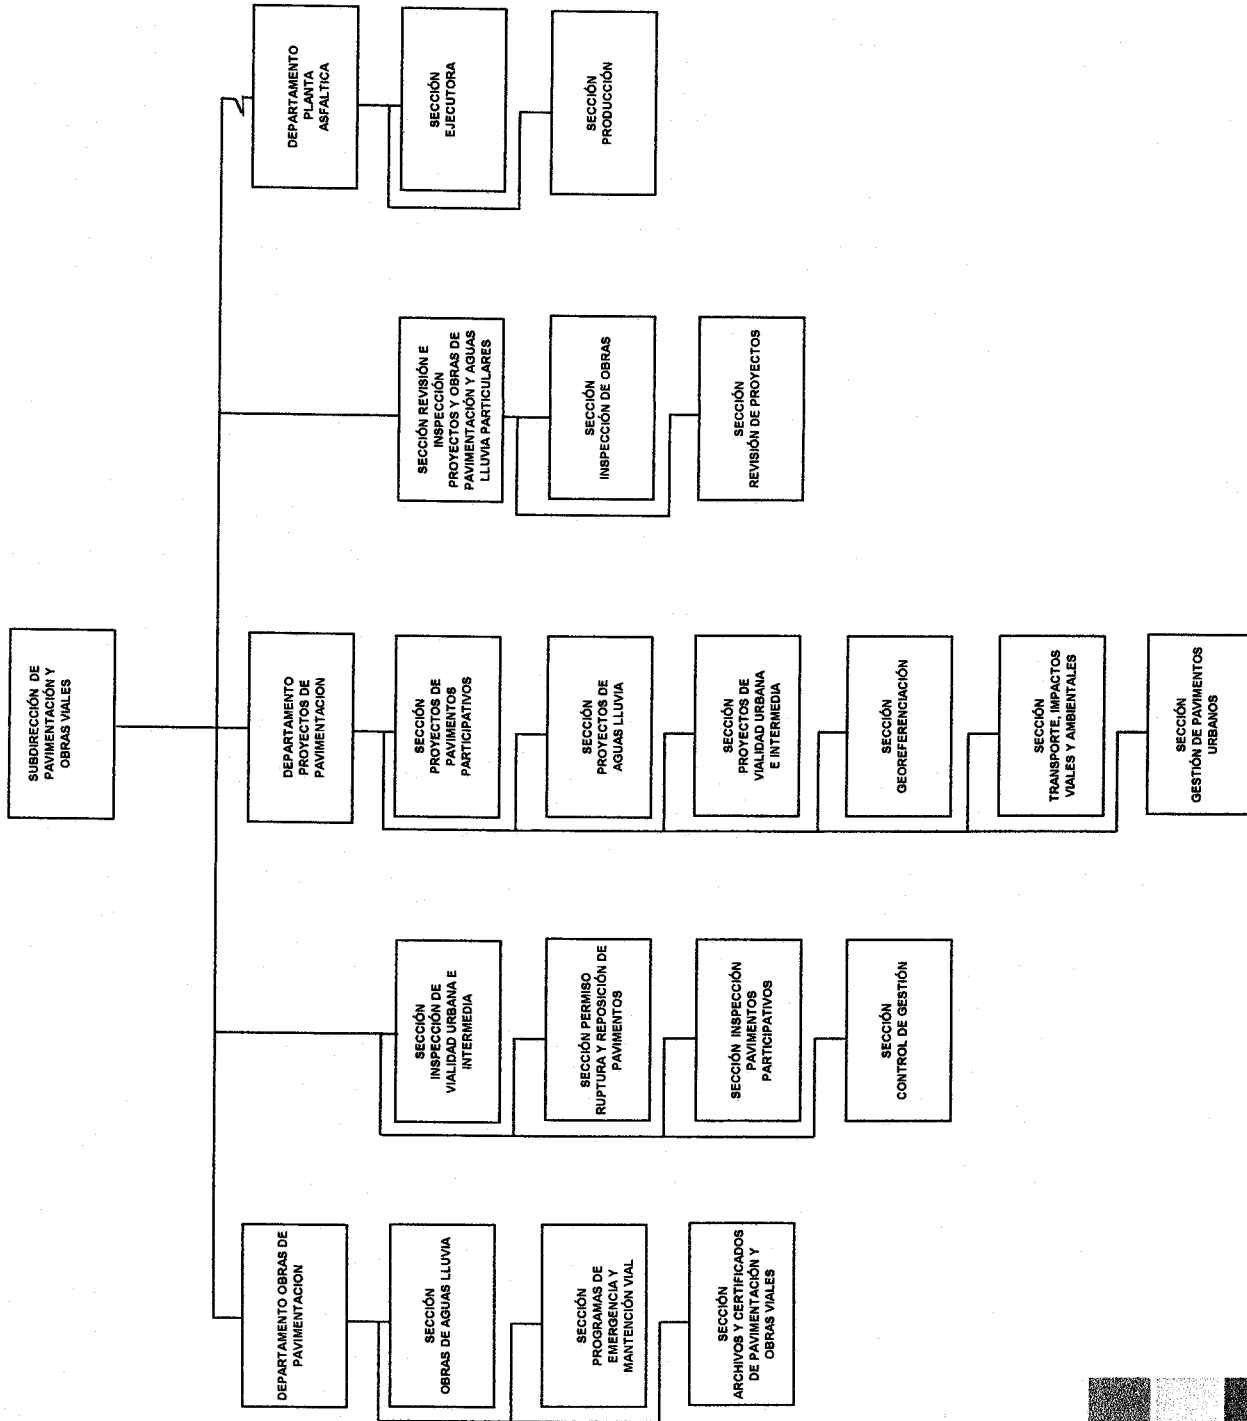 SUBDIRECCIÓN DE
PAVIMENTACIÓN Y
OBRAS VIALES
DEPARTAMENTO OBRAS DE
PAVIMENTACION
SECCIÓN
OBRAS DE AGUAS LLUVIA
SECCIÓN
PROGRAMAS DE
EMERGENCIA Y
MANTENCIÓN VIAL
SECCIÓN
ARCHIVOS Y CERTIFICADOS
DE PAVIMENTACIÓN Y
OBRAS VIALES
SECCIÓN
INSPECCIÓN DE
VIALIDAD URBANA E
INTERMEDIA
SECCIÓN PERMISO
RUPTURA Y REPOSICIÓN DE
PAVIMENTOS
SECCIÓN INSPECCIÓN
PAVIMENTOS
PARTICIPATIVOS
SECCIÓN
CONTROL DE GESTIÓN
DEPARTAMENTO
PROYECTOS DE
PAVIMENTACION
SECCIÓN
PROYECTOS DE
PAVIMENTOS
PARTICIPATIVOS
SECCIÓN
PROYECTOS DE
AGUAS LLUVIA
SECCIÓN
PROYECTOS DE
VIALIDAD URBANA
E INTERMEDIA
SECCIÓN
GEOREFERENCIACIÓN
SECCIÓN
TRANSPORTE, IMPACTOS
VIALES Y AMBIENTALES
SECCIÓN
GESTIÓN DE PAVIMENTOS
URBANOS
SECCIÓN REVISIÓN E
INSPECCIÓN
PROYECTOS Y OBRAS DE
PAVIMENTACIÓN Y AGUAS
LLUVIA PARTICULARES
SECCIÓN
INSPECCIÓN DE OBRAS
SECCIÓN
REVISIÓN DE PROYECTOS
DEPARTAMENTO
PLANTA
ASFALTICA
SECCIÓN
EJECUTORA
SECCIÓN
PRODUCCIÓN